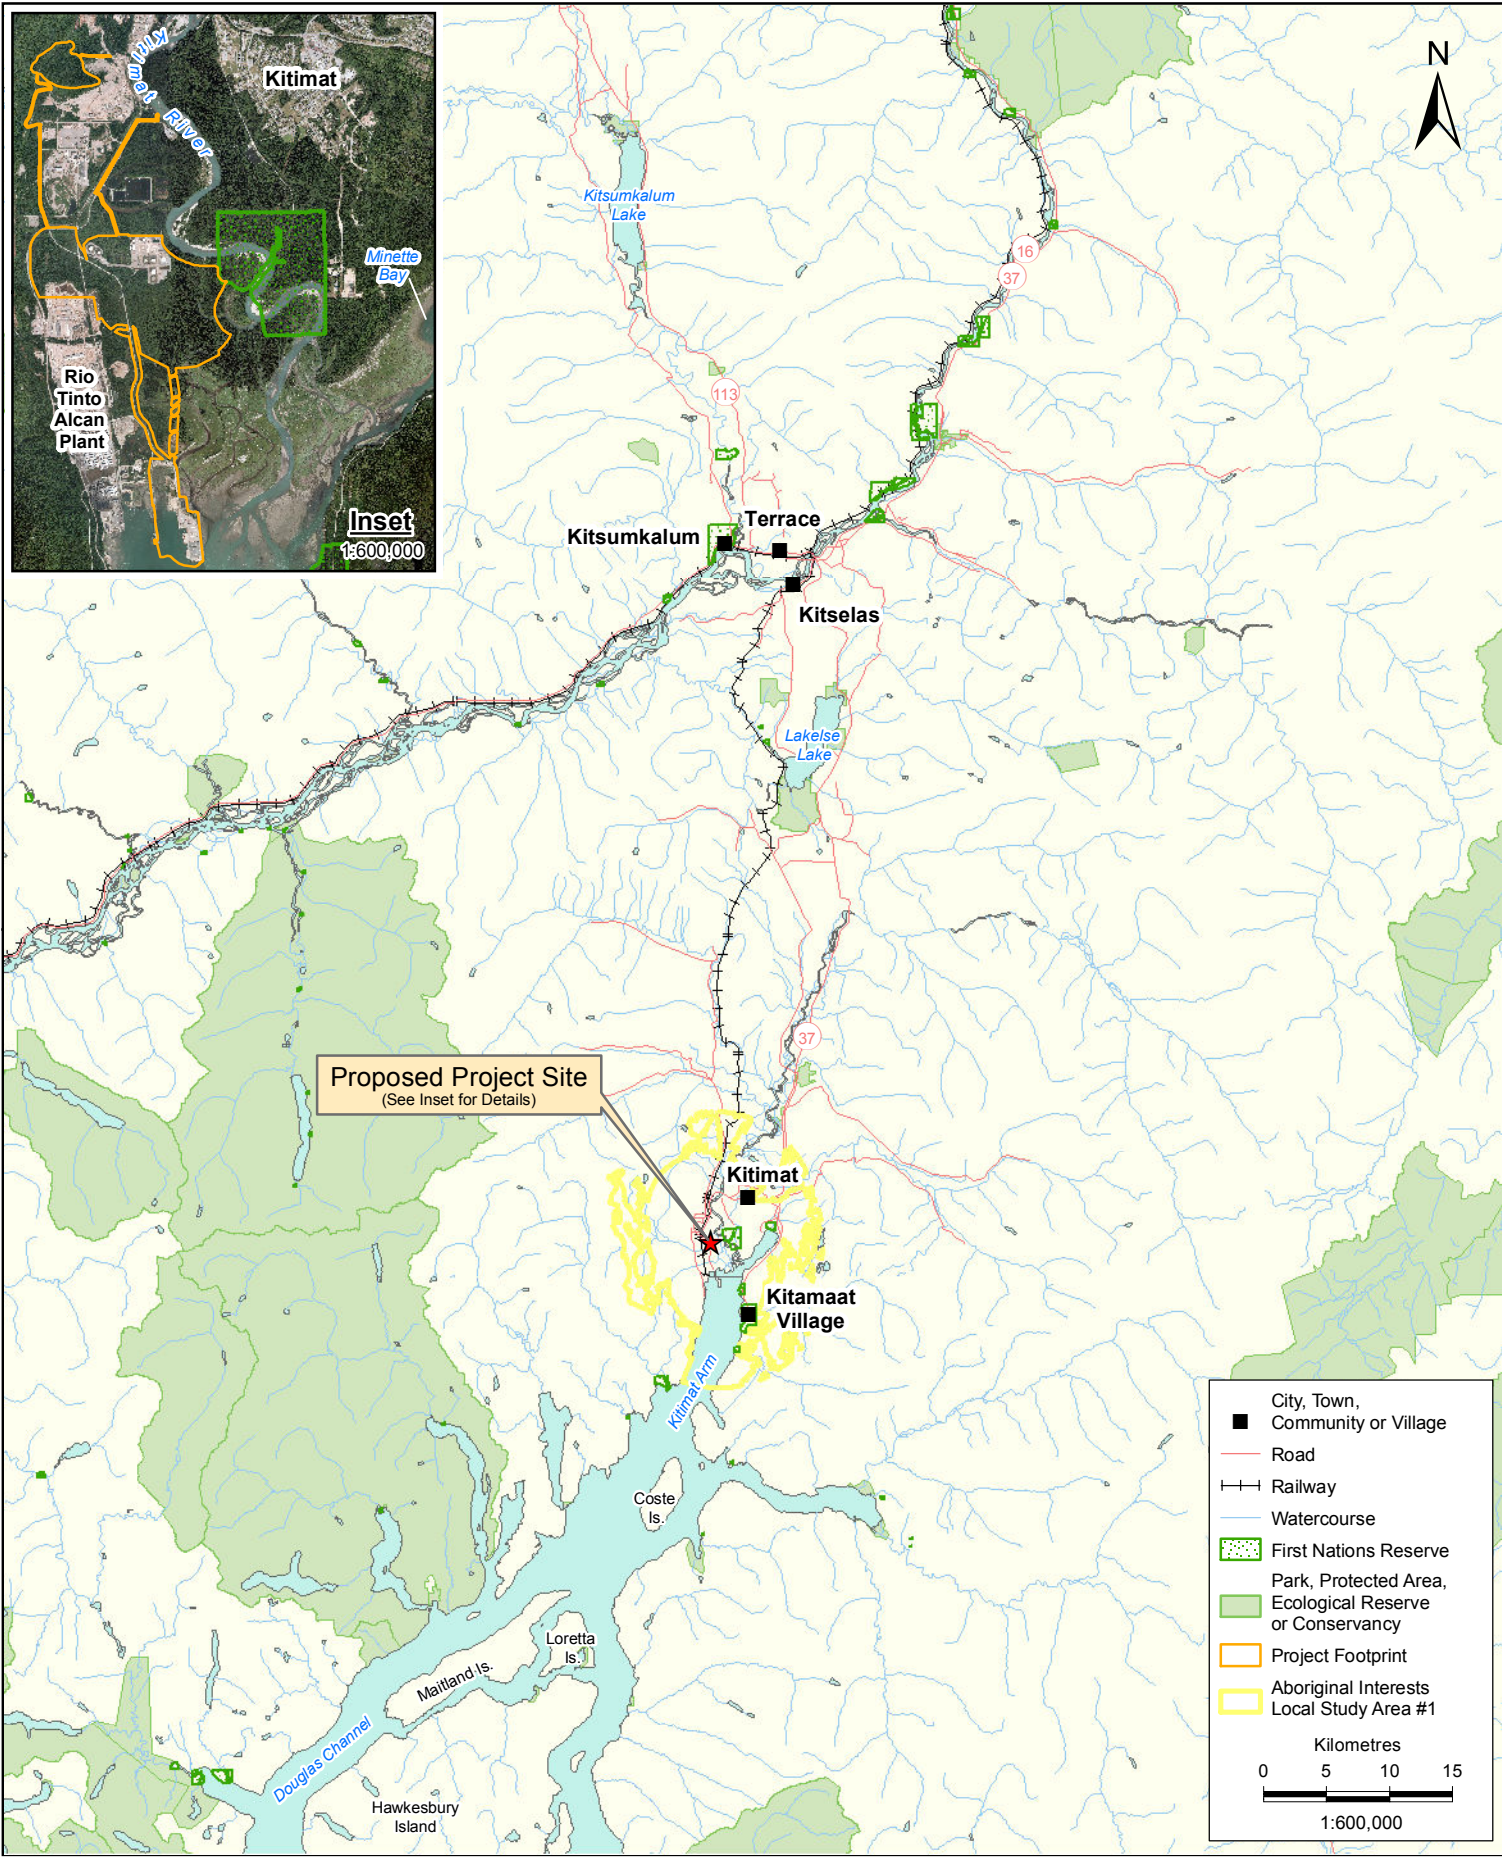 Kitimat River
Kitimat
Minette
Bay
Rio
Tinto
Alcan
Plant
Inset
1:600,000
N
Kitsumkalum
Lake
16
37
113
Kitsumkalum
Terrace
Kitselas
Lakelse
Lake
37
Proposed Project Site
(See Inset for Details)
Kitimat
Kitamaat
Village
Kitimat Arm
Coste
Is.
Loretta
Is.
Maitland Is.
Douglas Channel
Hawkesbury
Island
City, Town,
Community or Village
Road
Railway
Watercourse
First Nations Reserve
Park, Protected Area,
Ecological Reserve
or Conservancy
Project Footprint
Aboriginal Interests
Local Study Area #1
Kilometres
0 5 10 15
1:600,000